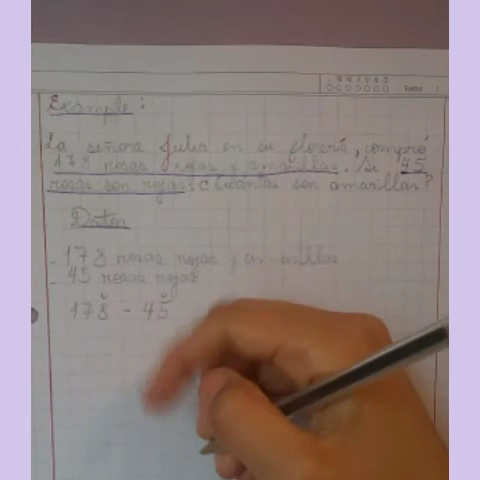 Example:
La señora Julia en su florería, compró
178 rosas rojas y amarillas. Si 45
rosas son rojas ¿Cuántas son amarillas?
Datos
- 178 rosas rojas y amarillas
- 45 rosas rojas
178 - 45